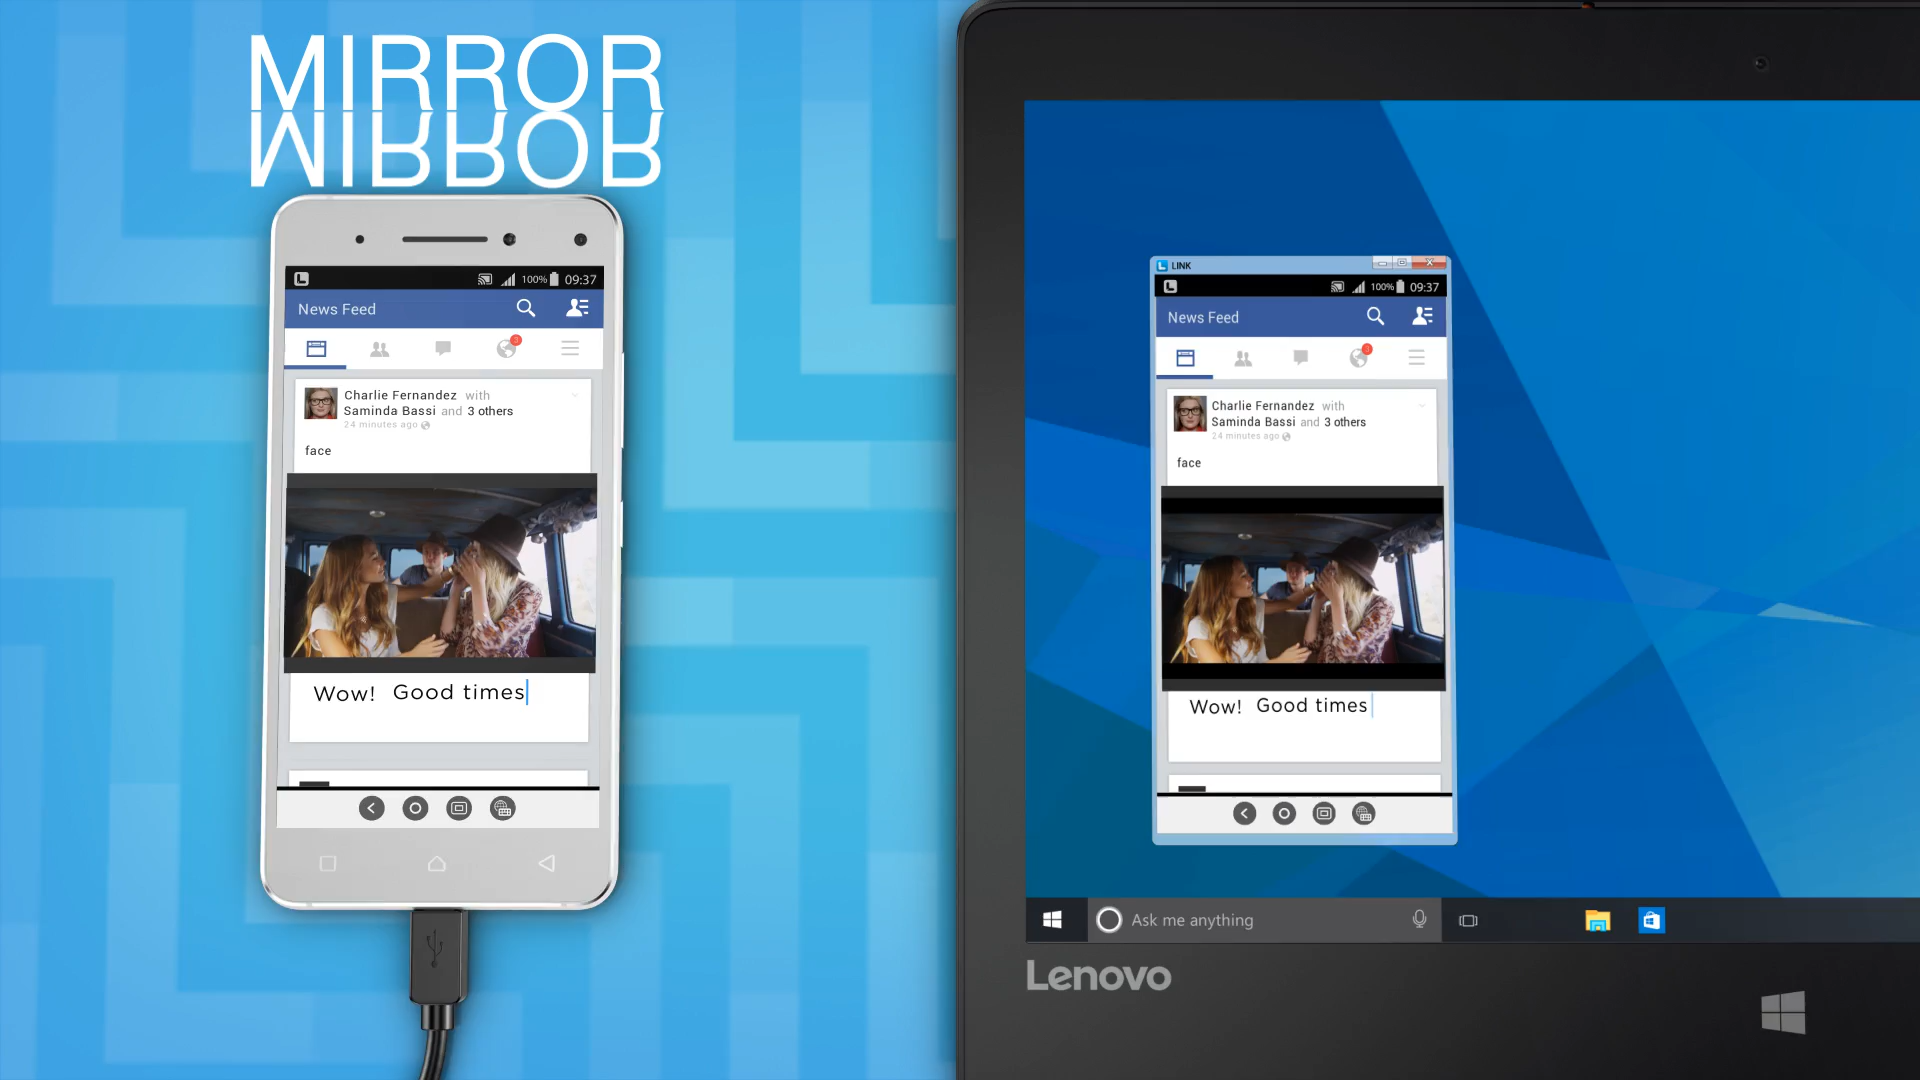 MIRROR
MIRROR
100% 09:37
News Feed
3
Charlie Fernandez with
Saminda Bassi and 3 others
24 minutes ago
face
Wow! Good times
LINK
100% 09:37
News Feed
3
Charlie Fernandez with
Saminda Bassi and 3 others
24 minutes ago
face
Wow! Good times
Ask me anything
Lenovo